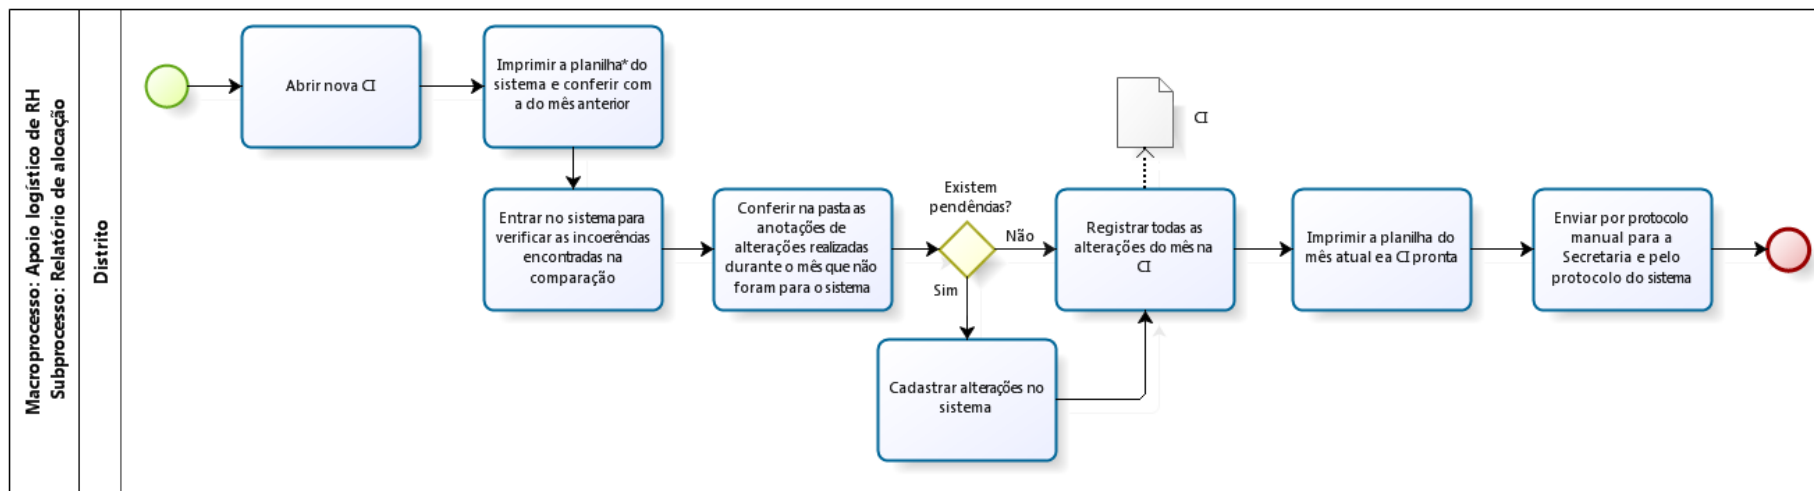 Macroprocesso: Apoio logístico de RH
Subprocesso: Relatório de alocação
Distrito
Abrir nova CI
Imprimir a planilha* do
sistema e conferir com
a do mês anterior
Entrar no sistema para
verificar as incoerências
encontradas na
comparação
Conferir na pasta as
anotações de
alterações realizadas
durante o mês que não
foram para o sistema
Existem
pendências?
Não
Sim
Cadastrar alterações no
sistema
CI
Registrar todas as
alterações do mês na
CI
Imprimir a planilha do
mês atual e a CI pronta
Enviar por protocolo
manual para a
Secretaria e pelo
protocolo do sistema